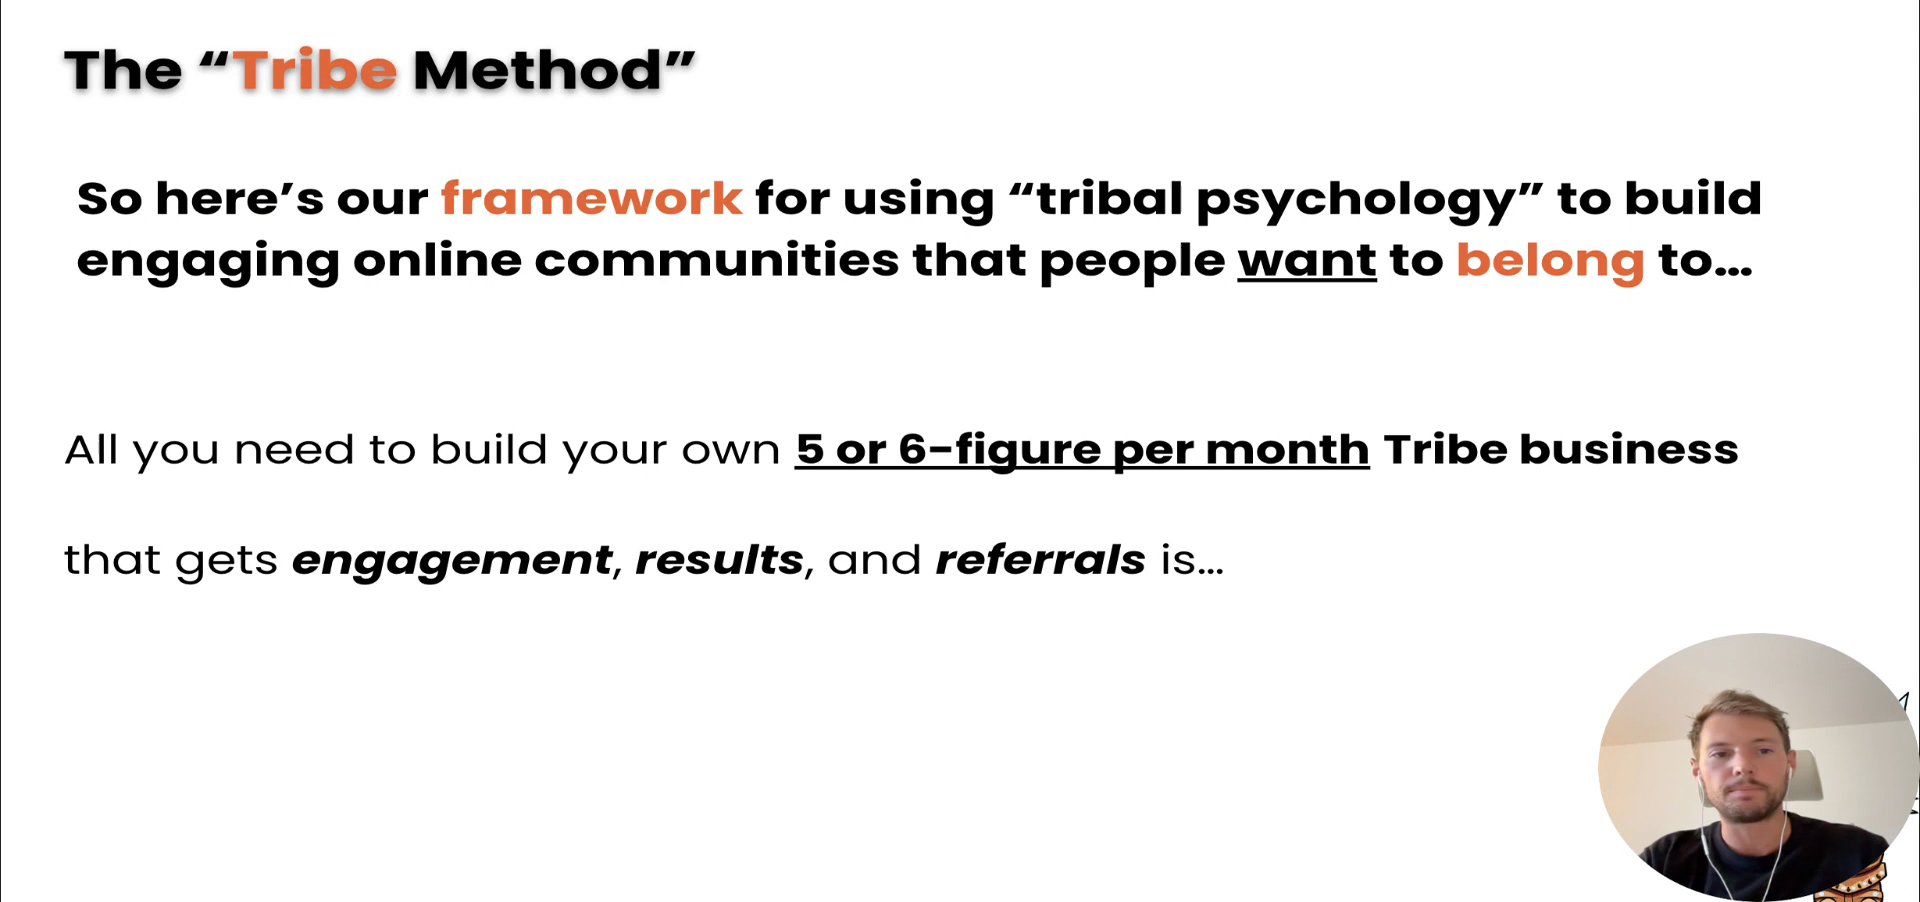 The “Tribe Method”
So here’s our framework for using “tribal psychology” to build
engaging online communities that people want to belong to...
All you need to build your own 5 or 6-figure per month Tribe business
that gets engagement, results, and referrals is...